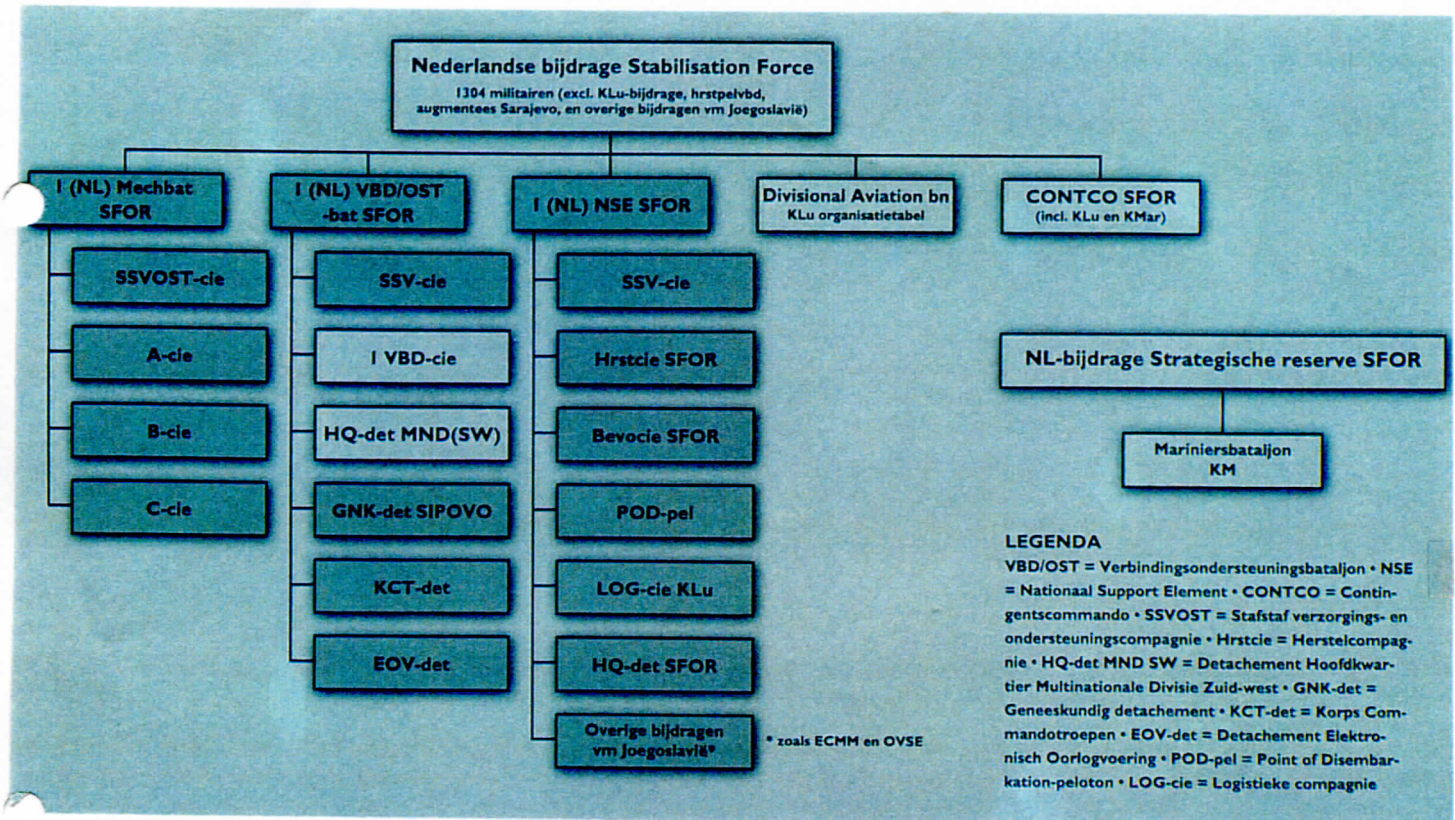 Nederlandse bijdrage Stabilisation Force
1304 militairen (excl. KLu-bijdrage, hrstpelvbd,
augmentees Sarajevo, en overige bijdragen vm Joegoslavië)
1 (NL) Mechbat
SFOR
SSVOST-cie
A-cie
B-cie
C-cie
1 (NL) VBD/OST
-bat SFOR
SSV-cie
1 VBD-cie
HQ-det MND(SW)
GNK-det SIPOVO
KCT-det
EOV-det
1 (NL) NSE SFOR
SSV-cie
Hrstcie SFOR
Bevocie SFOR
POD-pel
LOG-cie KLu
HQ-det SFOR
Overige bijdragen
vm Joegoslavië*
* zoals ECMM en OVSE
Divisional Aviation bn
KLu organisatietabel
CONTCO SFOR
(incl. KLu en KMar)
NL-bijdrage Strategische reserve SFOR
Mariniersbataljon
KM
LEGENDA
VBD/OST = Verbindingsondersteuningsbataljon • NSE
= Nationaal Support Element • CONTCO = Contin-
gentscommando • SSVOST = Stafstaf verzorgings- en
ondersteuningscompagnie • Hrstcie = Herstelcompag-
nie • HQ-det MND SW = Detachement Hoofdkwar-
tier Multinationale Divisie Zuid-west • GNK-det =
Geneeskundig detachement • KCT-det = Korps Com-
mandotroepen • EOV-det = Detachement Elektro-
nisch Oorlogvoering • POD-pel = Point of Disembar-
kation-peloton • LOG-cie = Logistieke compagnie